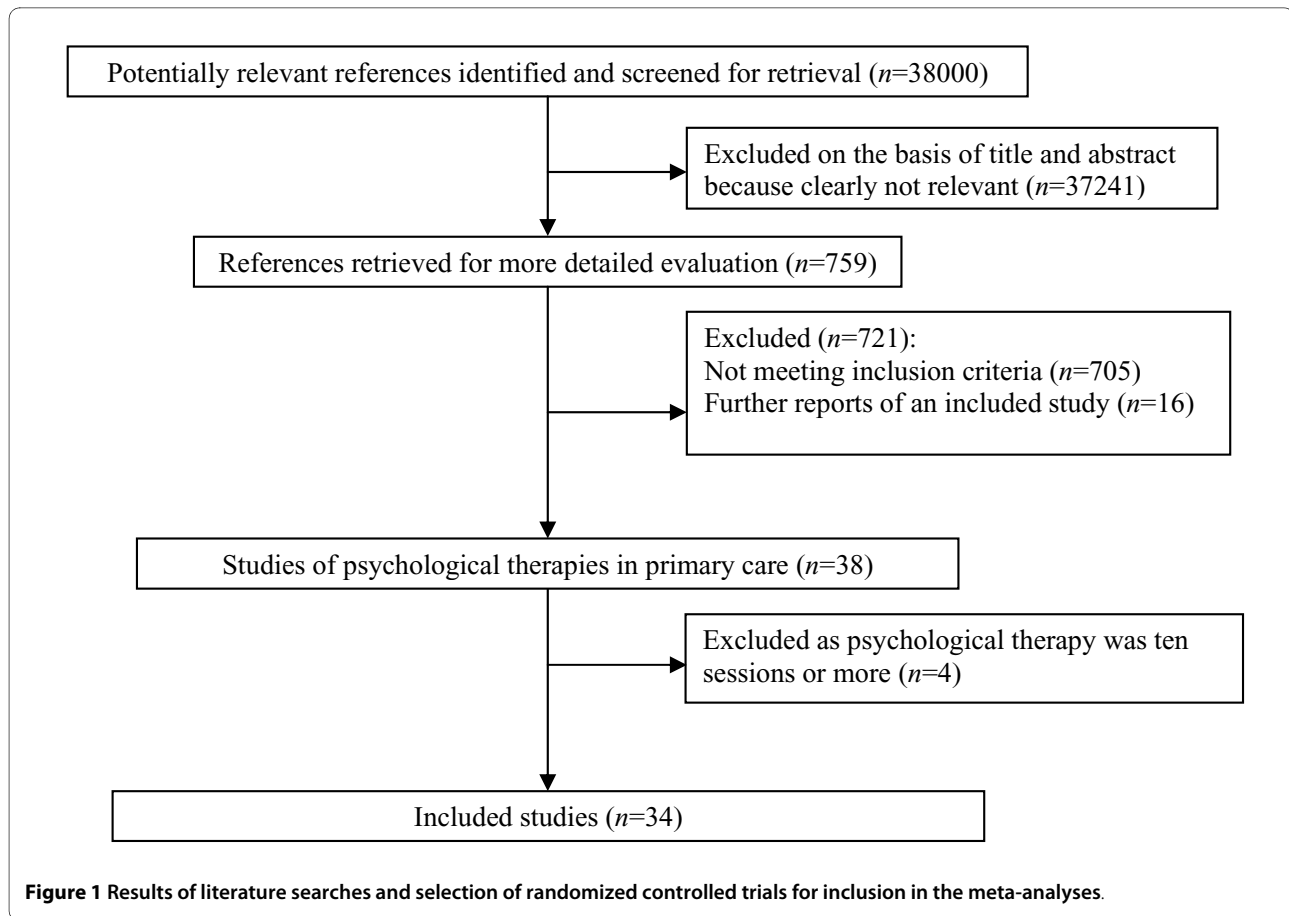 Potentially relevant references identified and screened for retrieval (n=38000)
Excluded on the basis of title and abstract
because clearly not relevant (n=37241)
References retrieved for more detailed evaluation (n=759)
Excluded (n=721):
Not meeting inclusion criteria (n=705)
Further reports of an included study (n=16)
Studies of psychological therapies in primary care (n=38)
Excluded as psychological therapy was ten
sessions or more (n=4)
Included studies (n=34)
Figure 1 Results of literature searches and selection of randomized controlled trials for inclusion in the meta-analyses.